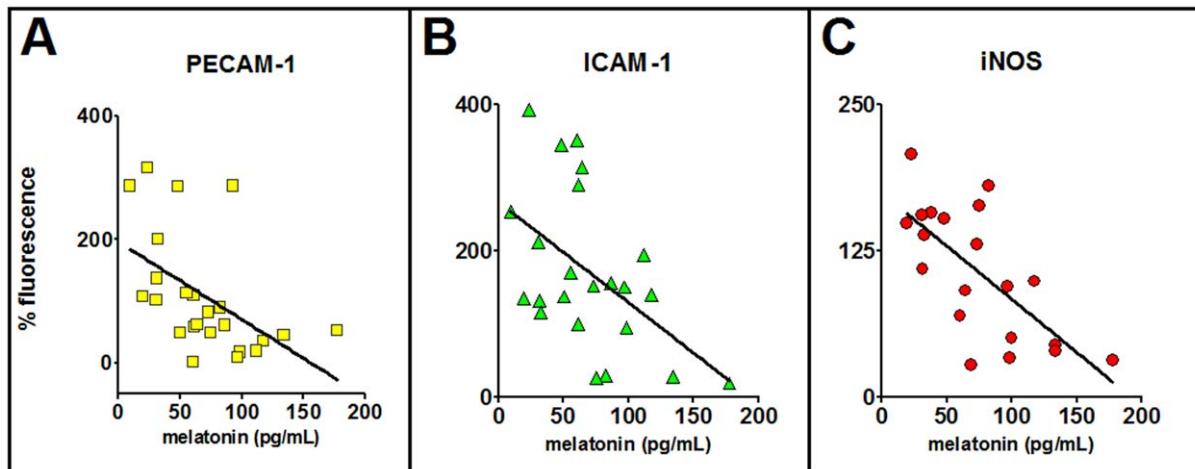 A
PECAM-1
% fluorescence
400
200
0
0 50 100 150 200
melatonin (pg/mL)
B
ICAM-1
400
200
0
0 50 100 150 200
melatonin (pg/mL)
C
iNOS
250
125
0
0 50 100 150 200
melatonin (pg/mL)